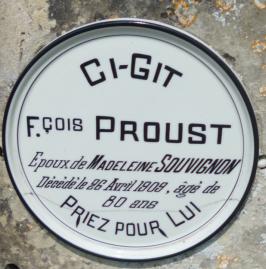 CI-GIT
F.çois PROUST
Epoux de MADELEINE SOUVIGNON
Décédé le 26 Avril 1909, âgé de
80 ans
PRIEZ POUR LUI